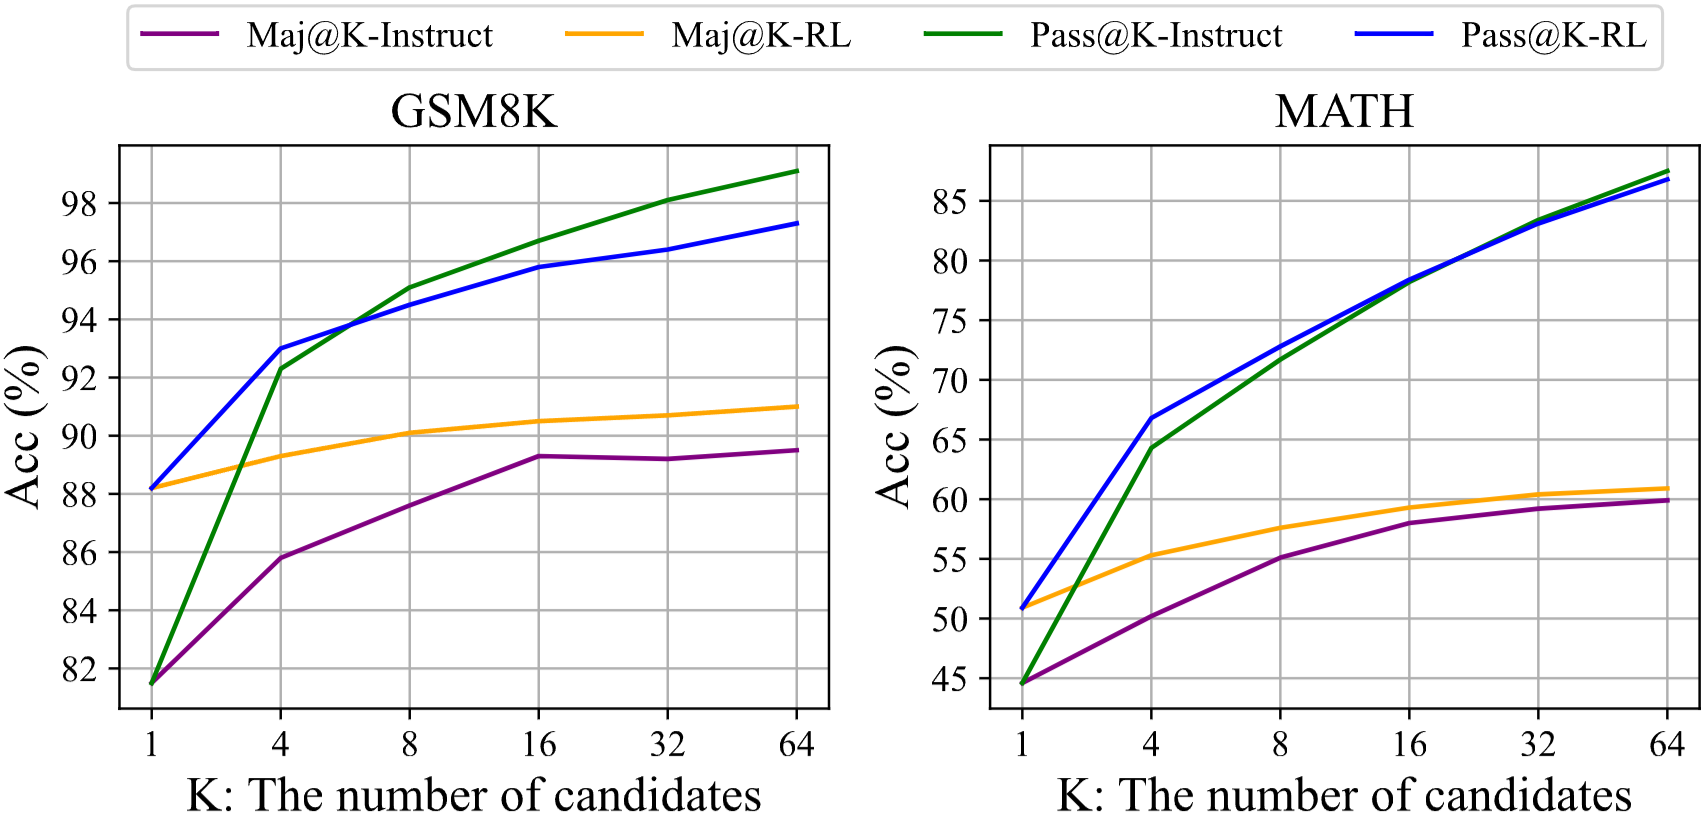 Maj@K-Instruct Maj@K-RL Pass@K-Instruct Pass@K-RL
GSM8K
98
96
94
92
90
88
86
84
82
Acc (%)
1 4 8 16 32 64
K: The number of candidates
MATH
85
80
75
70
65
60
55
50
45
Acc (%)
1 4 8 16 32 64
K: The number of candidates